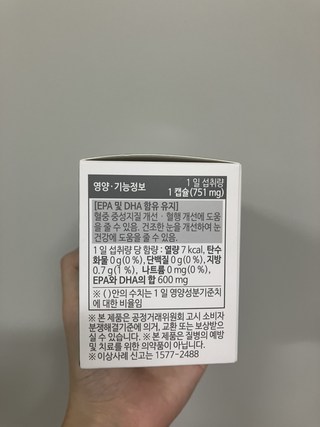 영양·기능정보 1일 섭취량
1캡슐(751 mg)
[EPA 및 DHA 함유 유지]
혈중 중성지질 개선 · 혈행 개선에 도움
을 줄 수 있음. 건조한 눈을 개선하여 눈
건강에 도움을 줄 수 있음.
1일 섭취량 당 함량 : 열량 7 kcal, 탄수
화물 0 g(0 %), 단백질 0 g(0 %), 지방
0.7 g(1 %), 나트륨 0 mg(0 %),
EPA와 DHA의 합 600 mg
※ ( )안의 수치는 1일 영양성분기준치
에 대한 비율임
※ 본 제품은 공정거래위원회 고시 소비자
분쟁해결기준에 의거, 교환 또는 보상받으
실 수 있습니다. ※ 본 제품은 질병의 예방
및 치료를 위한 의약품이 아닙니다.
※ 이상사례 신고는 1577-2488